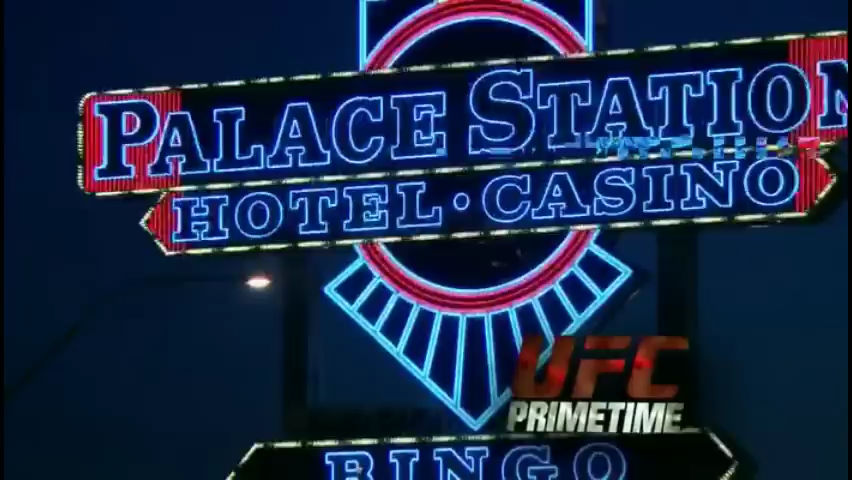 PALACE STATION
HOTEL · CASINO
UFC
PRIMETIME
BINGO